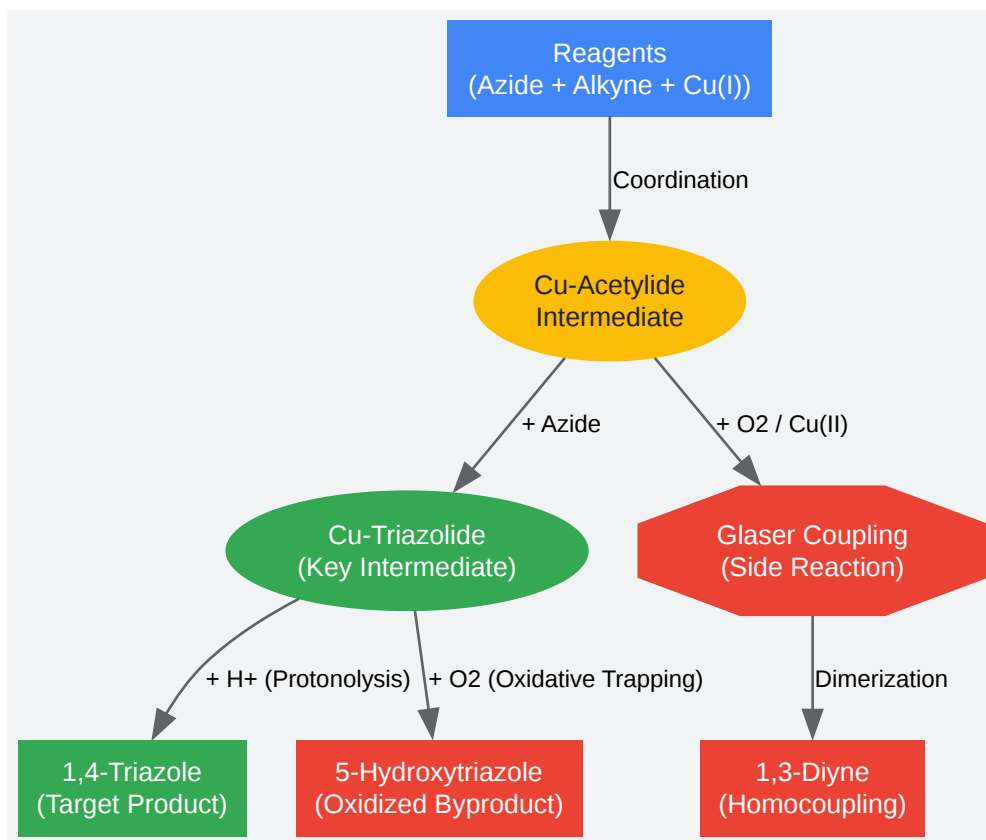 Reagents
(Azide + Alkyne + Cu(I))
Coordination
Cu-Acetylide
Intermediate
+ Azide
+ O2 / Cu(II)
Cu-Triazolide
(Key Intermediate)
Glaser Coupling
(Side Reaction)
+ H+ (Protonolysis)
+ O2 (Oxidative Trapping)
Dimerization
1,4-Triazole
(Target Product)
5-Hydroxytriazole
(Oxidized Byproduct)
1,3-Diyne
(Homocoupling)